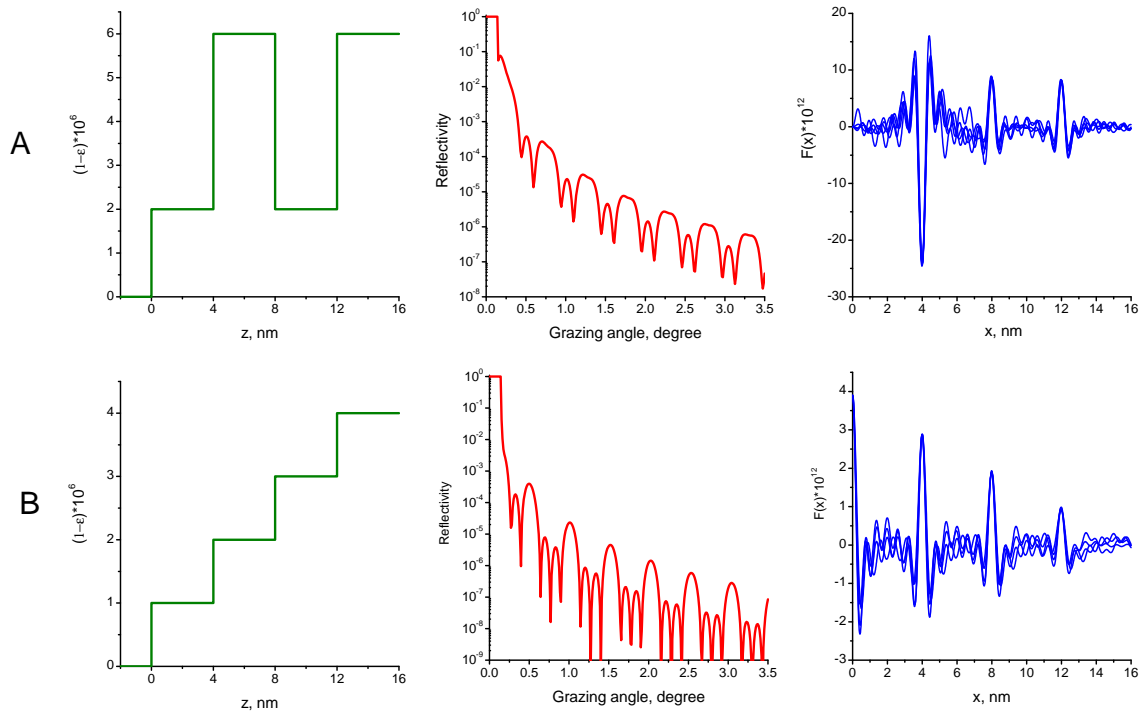 A
(1−ε)*10^6
6
5
4
3
2
1
0
0 4 8 12 16
z, nm
Reflectivity
10^0
10^-1
10^-2
10^-3
10^-4
10^-5
10^-6
10^-7
10^-8
0.0 0.5 1.0 1.5 2.0 2.5 3.0 3.5
Grazing angle, degree
F(x)*10^12
20
10
0
-10
-20
-30
0 2 4 6 8 10 12 14 16
x, nm
B
(1−ε)*10^6
4
3
2
1
0
0 4 8 12 16
z, nm
Reflectivity
10^0
10^-1
10^-2
10^-3
10^-4
10^-5
10^-6
10^-7
10^-8
10^-9
0.0 0.5 1.0 1.5 2.0 2.5 3.0 3.5
Grazing angle, degree
F(x)*10^12
4
3
2
1
0
-1
-2
-3
0 2 4 6 8 10 12 14 16
x, nm